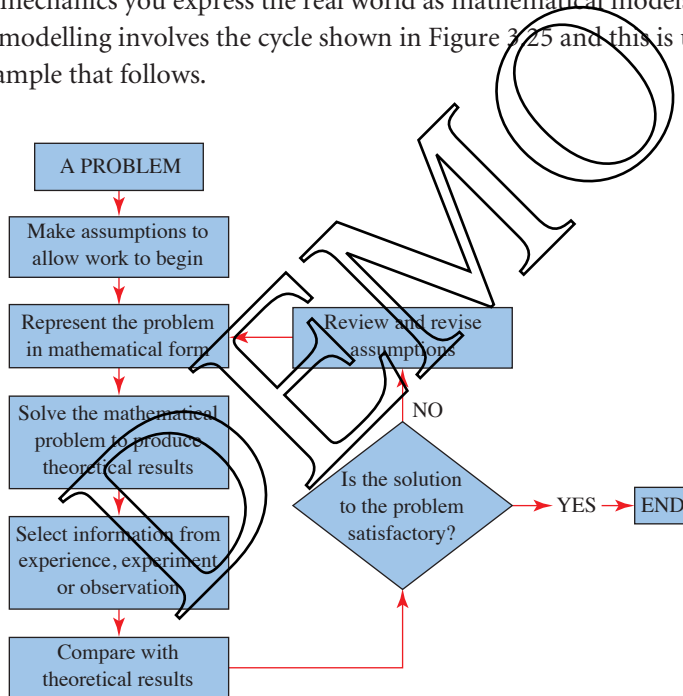 mechanics you express the real world as mathematical models
modelling involves the cycle shown in Figure 3.25 and this is
ample that follows.
A PROBLEM
Make assumptions to
allow work to begin
Represent the problem
in mathematical form
Review and revise
assumptions
Solve the mathematical
problem to produce
theoretical results
NO
Is the solution
to the problem
satisfactory?
YES
END
Select information from
experience, experiment
or observation
Compare with
theoretical results
DEMO